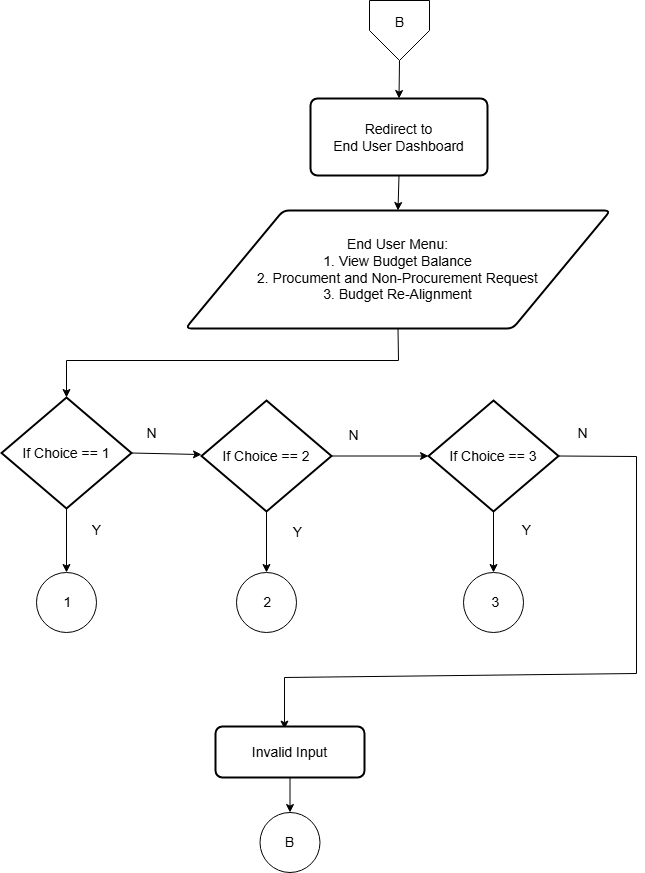 B
Redirect to
End User Dashboard
End User Menu:
1. View Budget Balance
2. Procument and Non-Procurement Request
3. Budget Re-Alignment
If Choice == 1
N
If Choice == 2
N
If Choice == 3
N
Y
Y
Y
1
2
3
Invalid Input
B